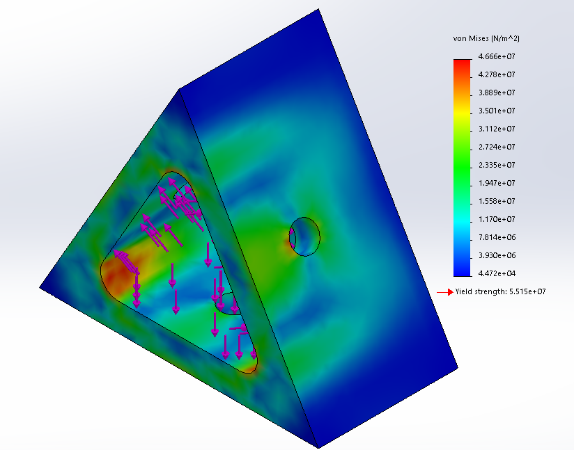 von Mises (N/m^2)
4.666e+07
4.278e+07
3.889e+07
3.501e+07
3.112e+07
2.724e+07
2.335e+07
1.947e+07
1.558e+07
1.170e+07
7.814e+06
3.930e+06
4.472e+04
Yield strength: 5.515e+07